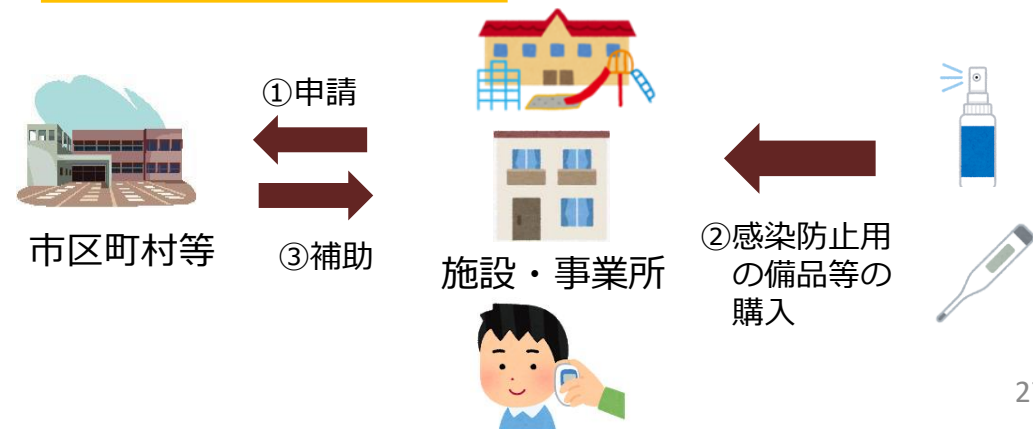 ①申請
市区町村等
③補助
施設・事業所
②感染防止用
の備品等の
購入